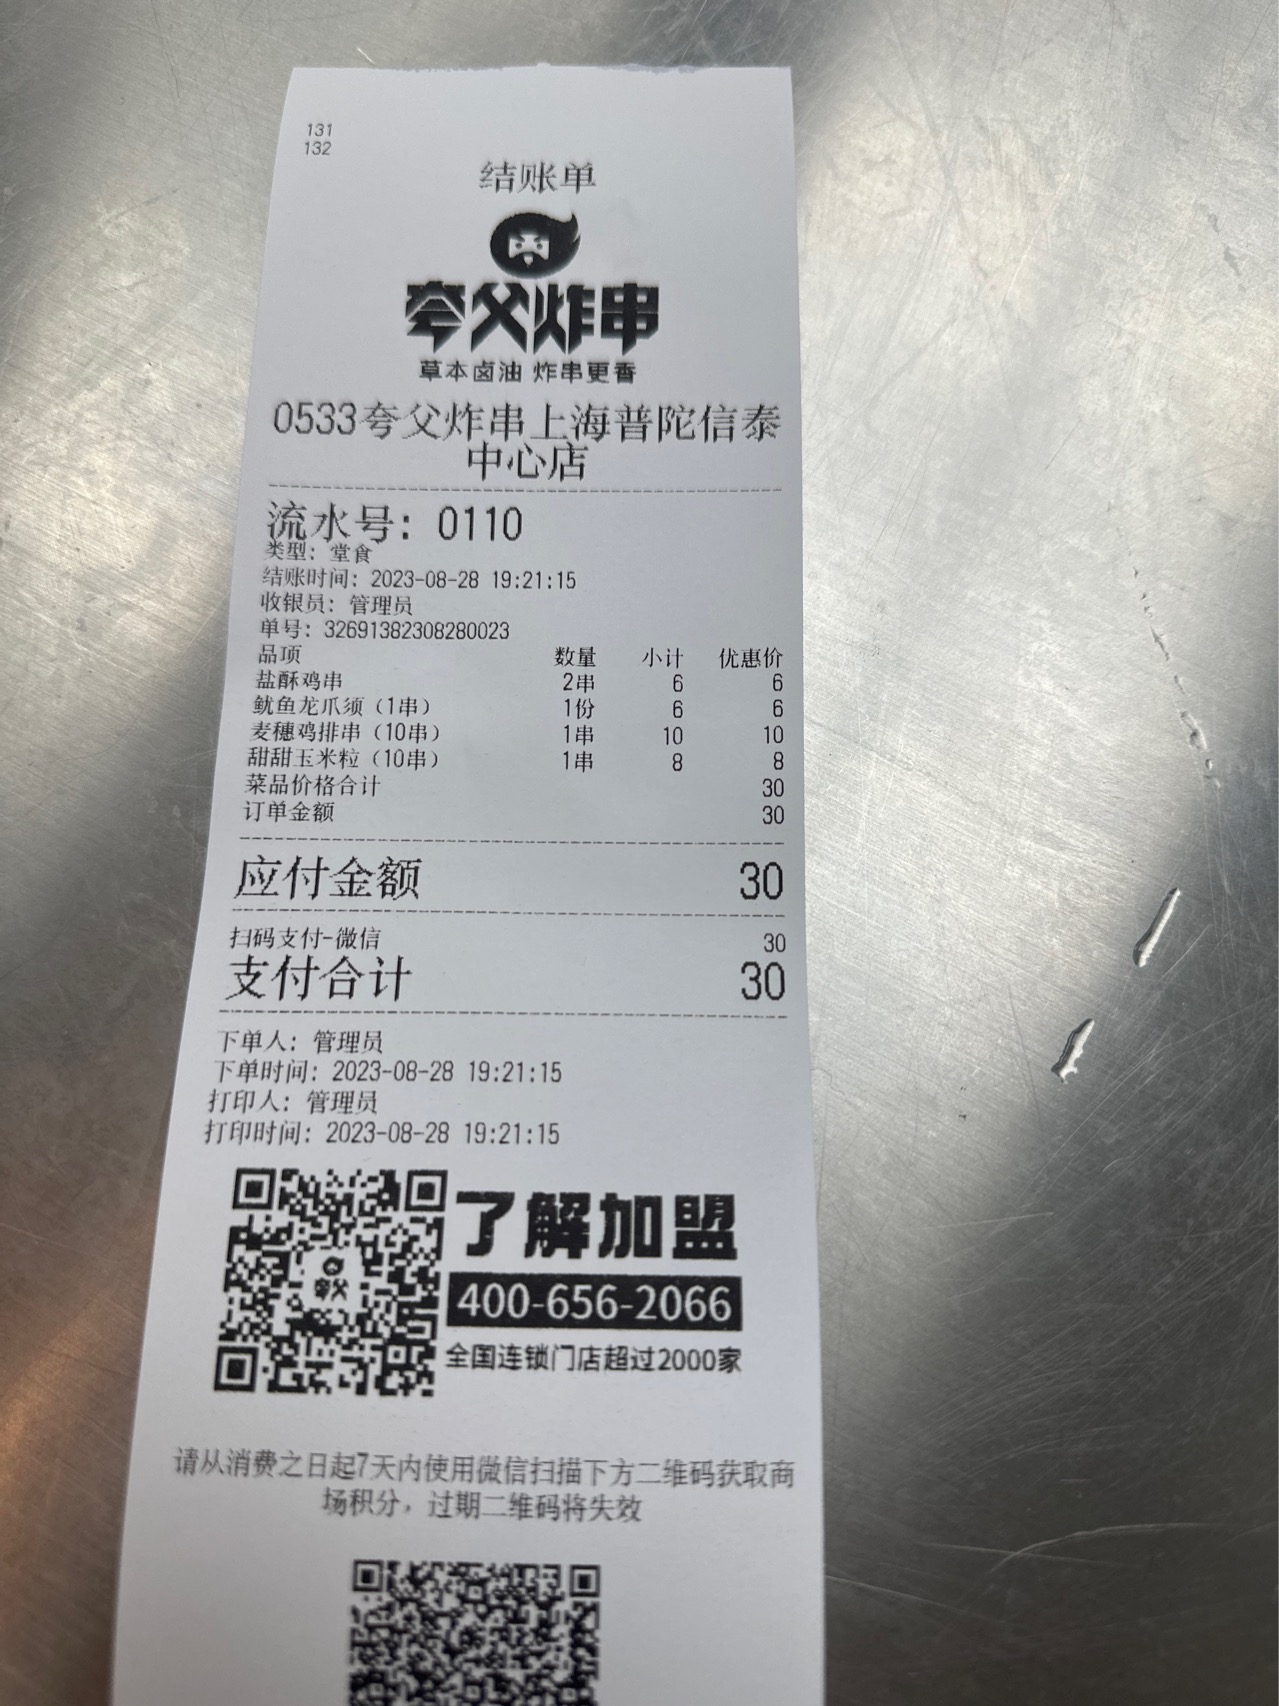 131
132
结账单
夸父炸串
草本卤油 炸串更香
0533夸父炸串上海普陀信泰
中心店
流水号: 0110
类型: 堂食
结账时间: 2023-08-28 19:21:15
收银员: 管理员
单号: 32691382308280023
品项 数量 小计 优惠价
盐酥鸡串 2串 6 6
鱿鱼龙爪须（1串） 1份 6 6
麦穗鸡排串（10串） 1串 10 10
甜甜玉米粒（10串） 1串 8 8
菜品价格合计 30
订单金额 30
应付金额 30
扫码支付-微信 30
支付合计 30
下单人: 管理员
下单时间: 2023-08-28 19:21:15
打印人: 管理员
打印时间: 2023-08-28 19:21:15
夸父
了解加盟
400-656-2066
全国连锁门店超过2000家
请从消费之日起7天内使用微信扫描下方二维码获取商
场积分，过期二维码将失效